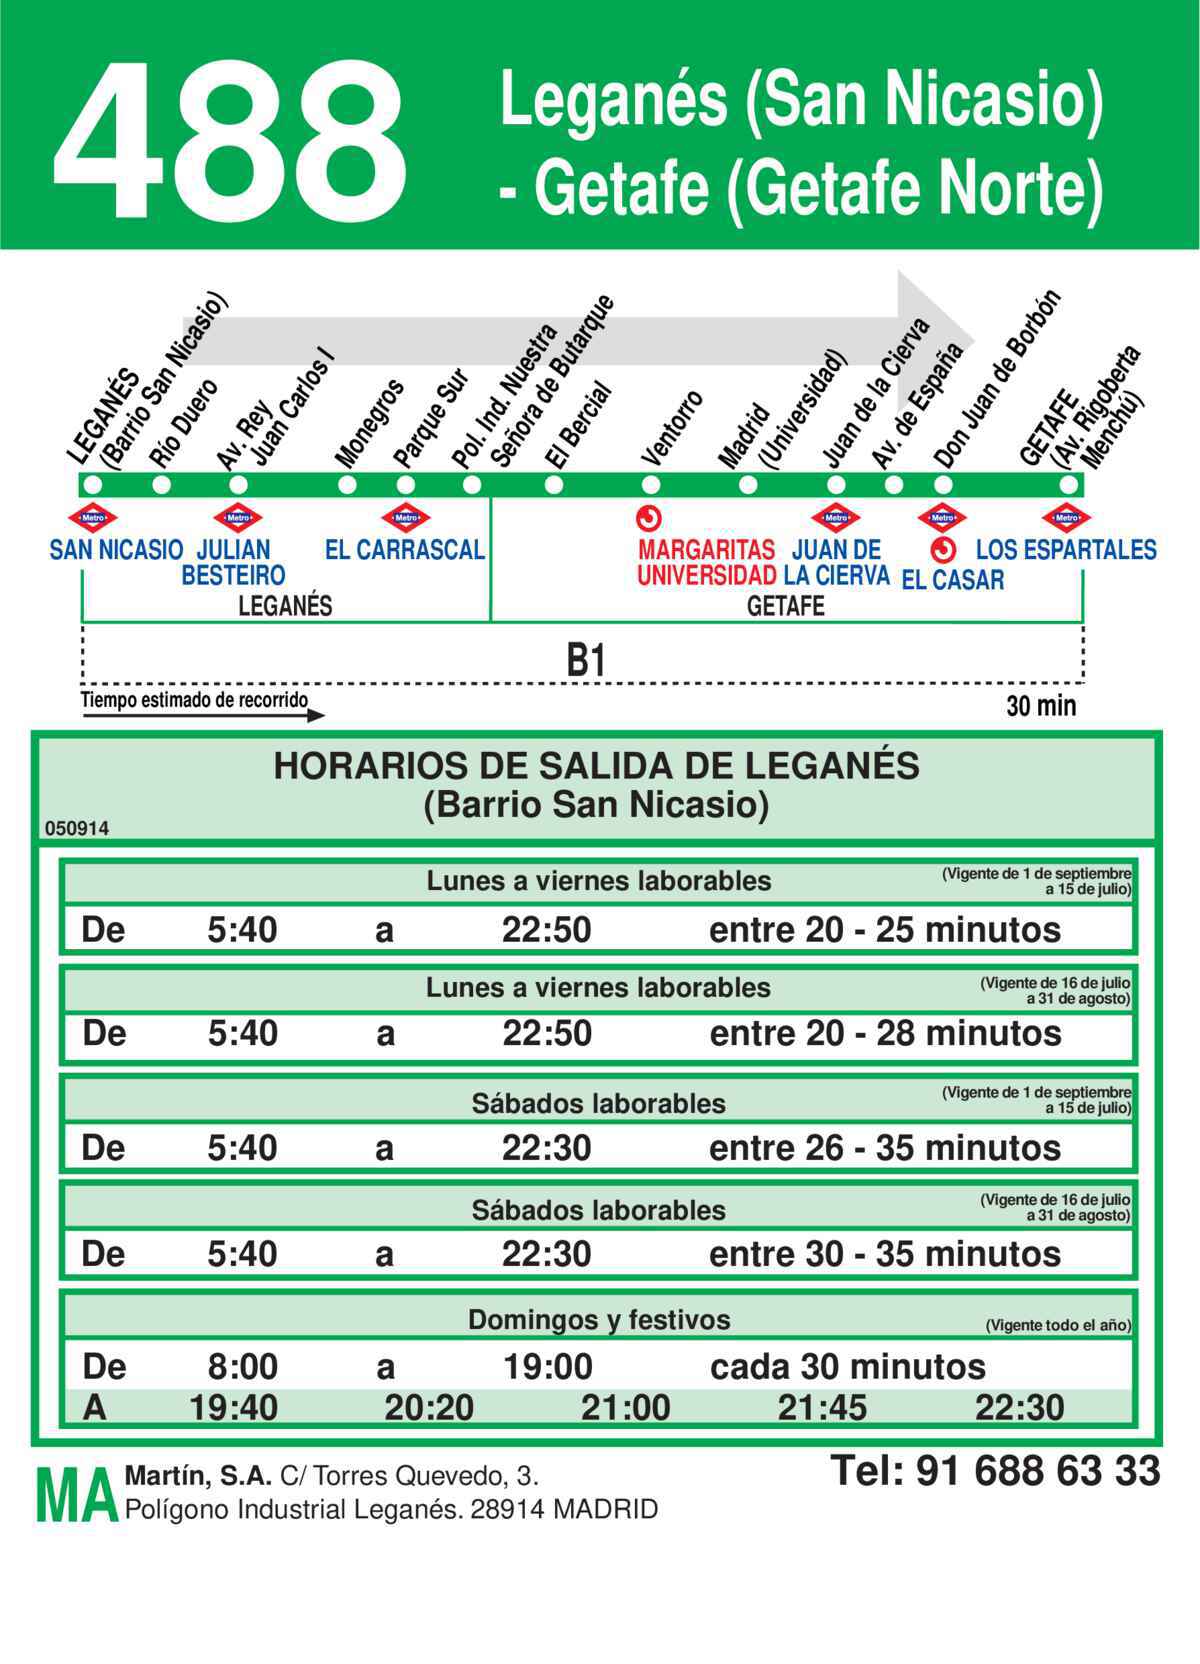 488
Leganés (San Nicasio)
- Getafe (Getafe Norte)
LEGANÉS
(Barrio San Nicasio)
Río Duero
Av. Rey
Juan Carlos I
Monegros
Parque Sur
Pol. Ind. Nuestra
Señora de Butarque
El Bercial
Ventorro
Madrid
(Universidad)
Juan de la Cierva
Av. de España
Don Juan de Borbón
GETAFE
(Av. Rigoberta
Menchú)
Metro
Metro
Metro
Metro
Metro
Metro
SAN NICASIO
JULIAN
BESTEIRO
EL CARRASCAL
MARGARITAS
UNIVERSIDAD
JUAN DE
LA CIERVA
EL CASAR
LOS ESPARTALES
LEGANÉS
GETAFE
B1
Tiempo estimado de recorrido
30 min
HORARIOS DE SALIDA DE LEGANÉS
(Barrio San Nicasio)
050914
Lunes a viernes laborables
(Vigente de 1 de septiembre
a 15 de julio)
De 5:40 a 22:50 entre 20 - 25 minutos
Lunes a viernes laborables
(Vigente de 16 de julio
a 31 de agosto)
De 5:40 a 22:50 entre 20 - 28 minutos
Sábados laborables
(Vigente de 1 de septiembre
a 15 de julio)
De 5:40 a 22:30 entre 26 - 35 minutos
Sábados laborables
(Vigente de 16 de julio
a 31 de agosto)
De 5:40 a 22:30 entre 30 - 35 minutos
Domingos y festivos
(Vigente todo el año)
De 8:00 a 19:00 cada 30 minutos
A 19:40 20:20 21:00 21:45 22:30
MA
Martín, S.A. C/ Torres Quevedo, 3.
Polígono Industrial Leganés. 28914 MADRID
Tel: 91 688 63 33